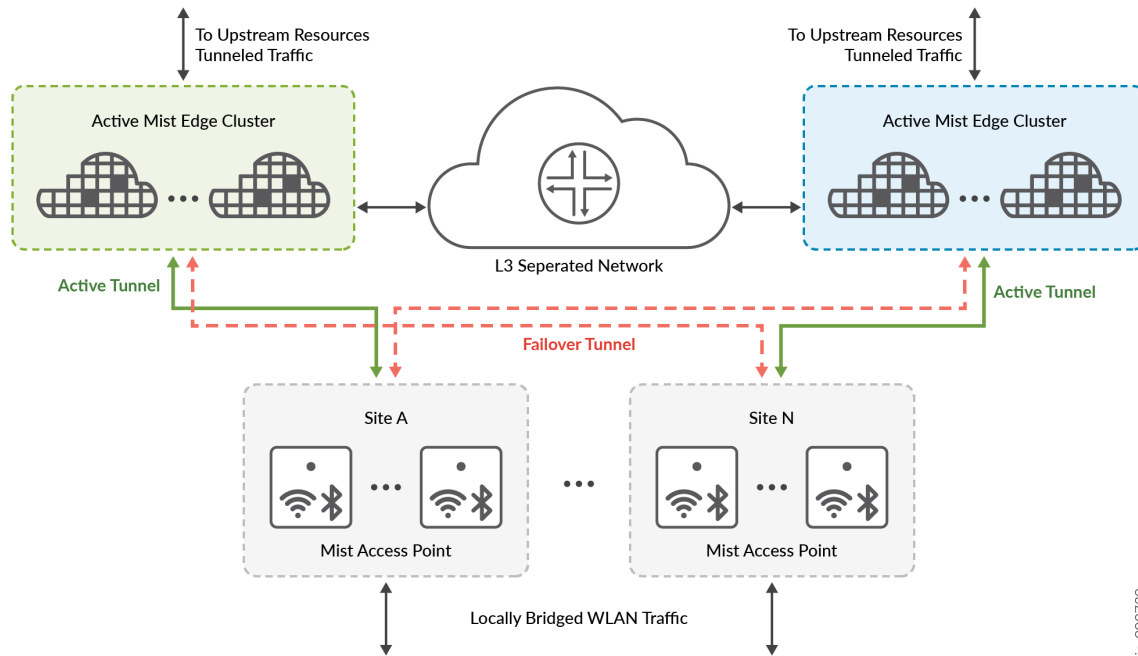 To Upstream Resources
Tunneled Traffic
To Upstream Resources
Tunneled Traffic
Active Mist Edge Cluster
Active Mist Edge Cluster
L3 Seperated Network
Active Tunnel
Active Tunnel
Failover Tunnel
Site A
Site N
Mist Access Point
Mist Access Point
Locally Bridged WLAN Traffic